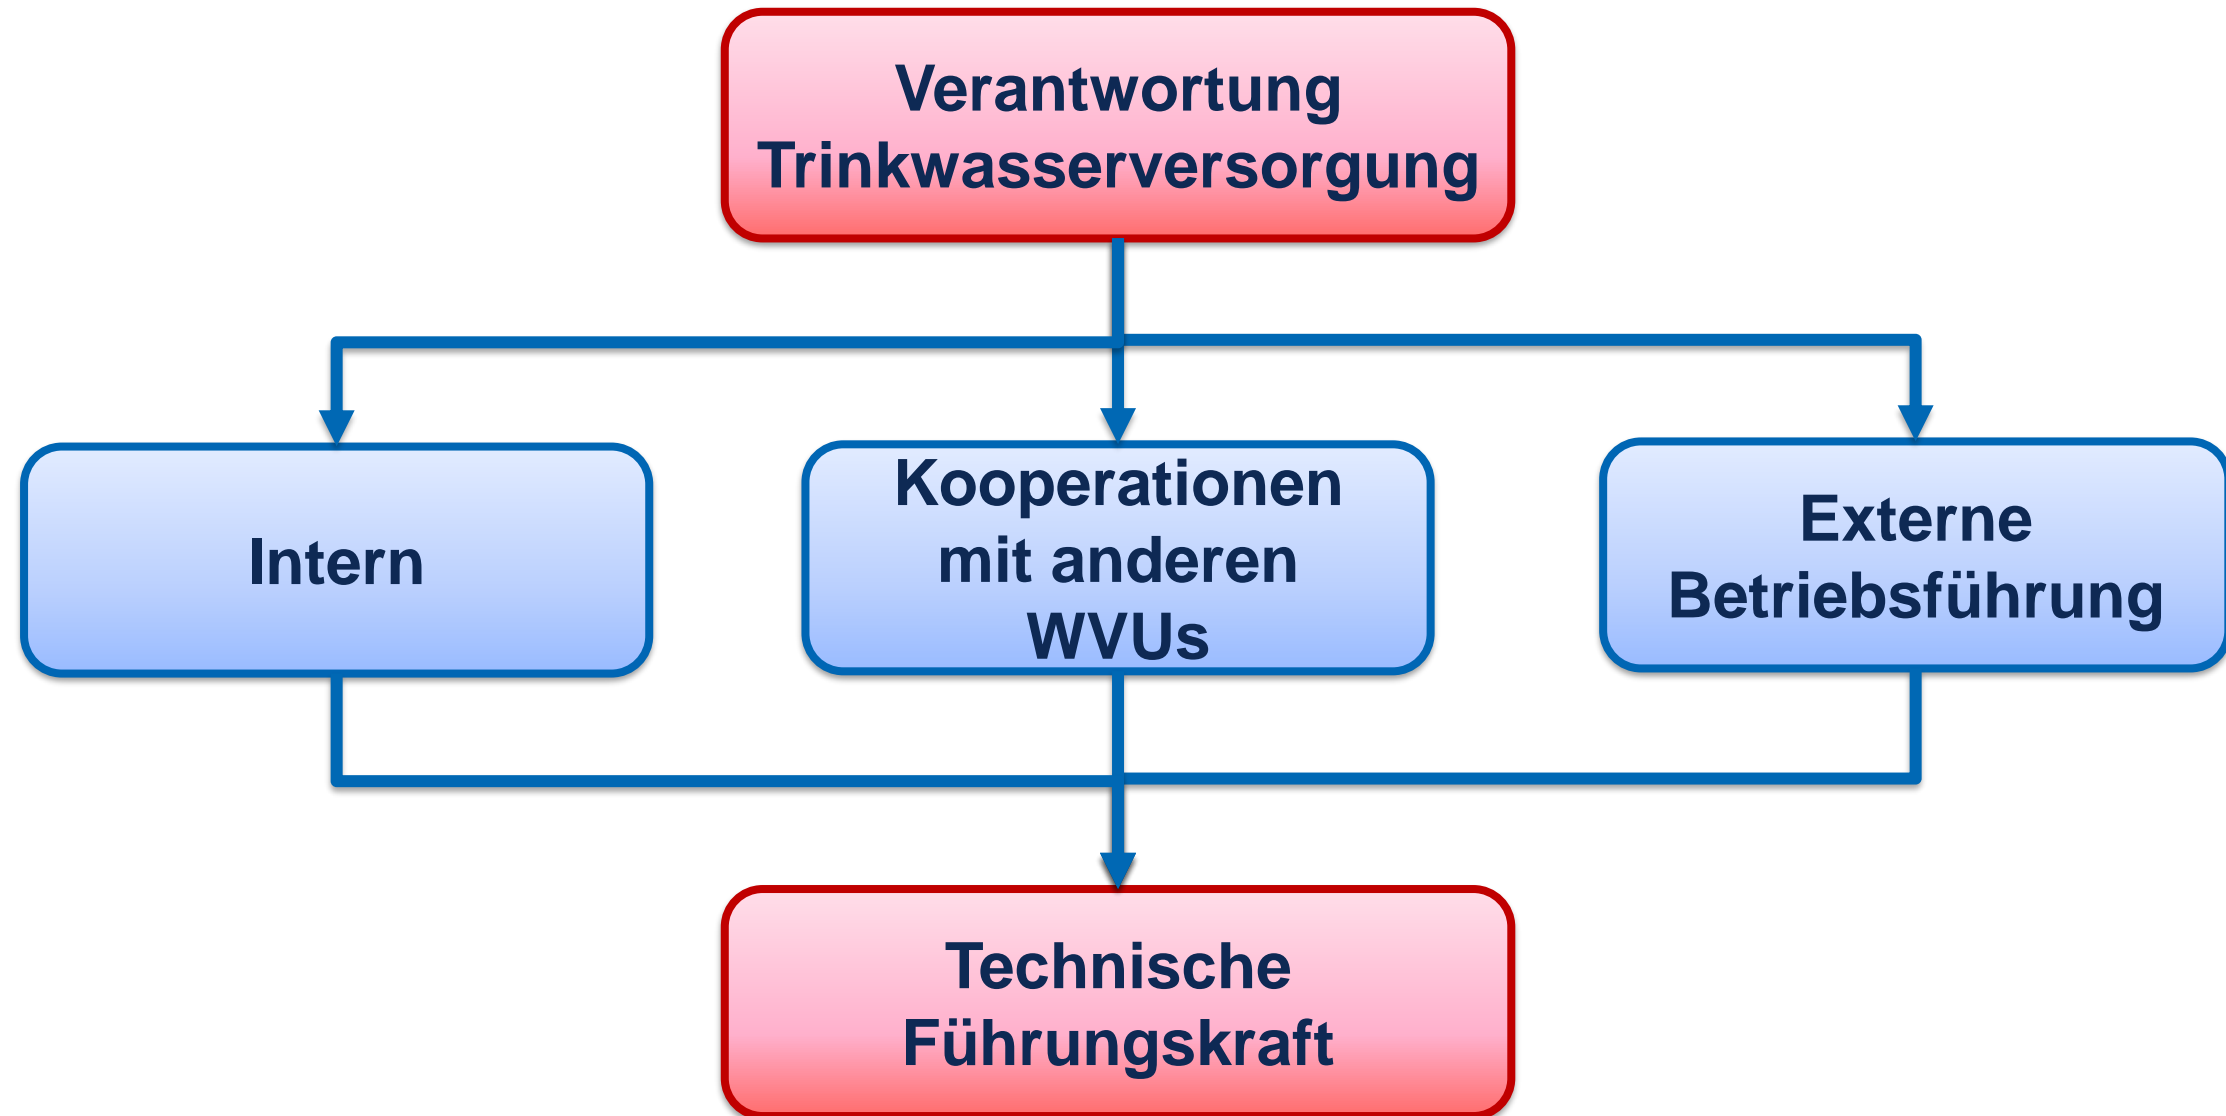 Verantwortung
Trinkwasserversorgung
Intern
Kooperationen
mit anderen
WVUs
Externe
Betriebsführung
Technische
Führungskraft